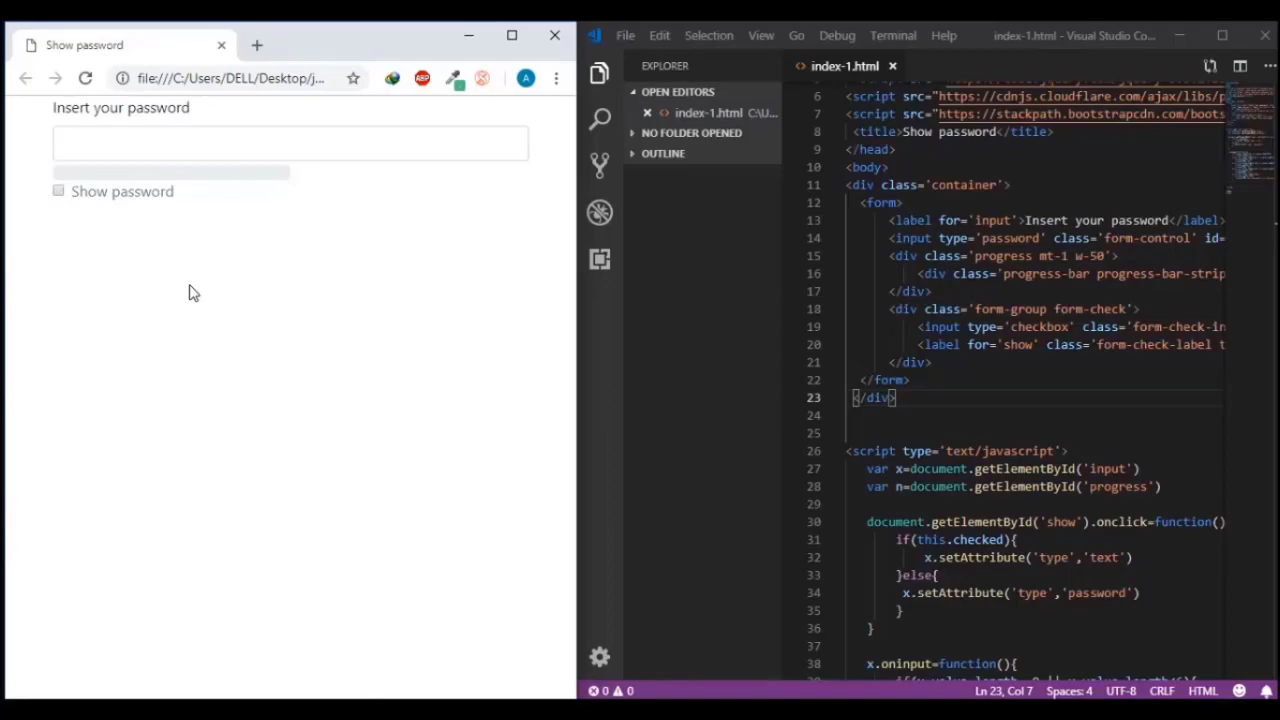 Show password
file:///C:/Users/DELL/Desktop/j...
ABP
A
Insert your password
Show password
File Edit Selection View Go Debug Terminal Help index-1.html - Visual Studio Co...
EXPLORER
OPEN EDITORS
index-1.html C:\U...
NO FOLDER OPENED
OUTLINE
<> index-1.html
6 <script src="https://cdnjs.cloudflare.com/ajax/libs/p
7 <script src="https://stackpath.bootstrapcdn.com/boots
8 <title>Show password</title>
9 </head>
10 <body>
11 <div class='container'>
12 <form>
13 <label for='input'>Insert your password</label>
14 <input type='password' class='form-control' id=
15 <div class='progress mt-1 w-50'>
16 <div class='progress-bar progress-bar-strip
17 </div>
18 <div class='form-group form-check'>
19 <input type='checkbox' class='form-check-in
20 <label for='show' class='form-check-label t
21 </div>
22 </form>
23 </div>
24
25
26 <script type='text/javascript'>
27 var x=document.getElementById('input')
28 var n=document.getElementById('progress')
29
30 document.getElementById('show').onclick=function()
31 if(this.checked){
32 x.setAttribute('type','text')
33 }else{
34 x.setAttribute('type','password')
35 }
36 }
37
38 x.oninput=function(){
0 0 Ln 23, Col 7 Spaces: 4 UTF-8 CRLF HTML